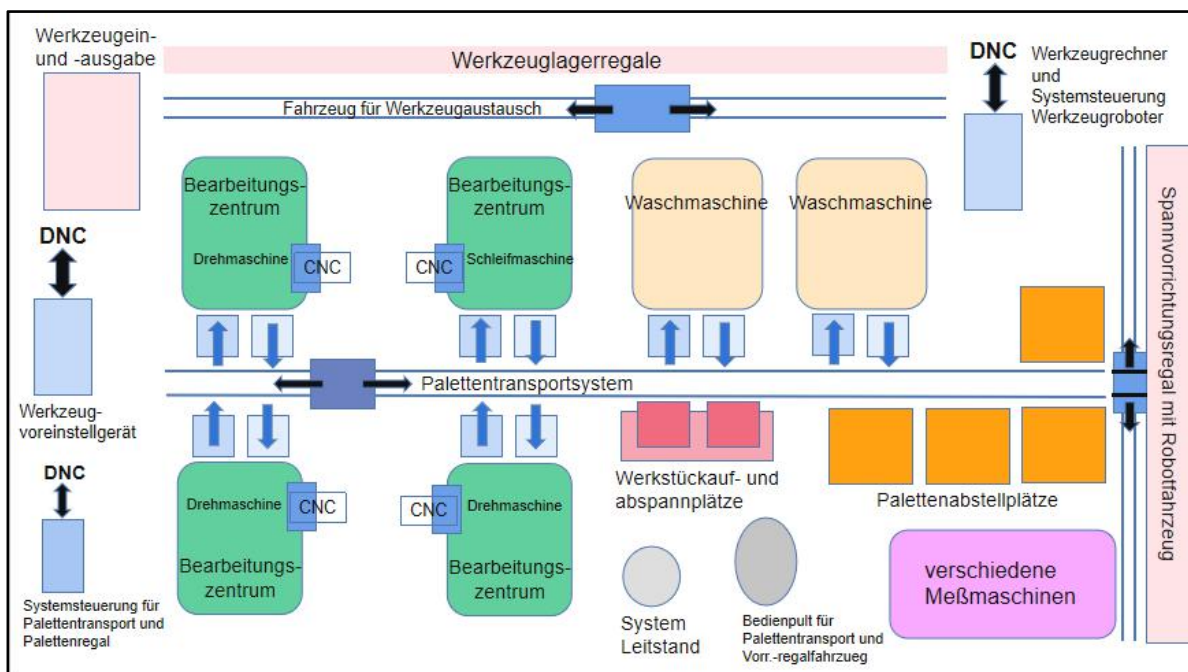 Werkzeugein-
und -ausgabe
Werkzeuglagerregale
DNC
Werkzeugrechner
und
Systemsteuerung
Werkzeugroboter
Fahrzeug für Werkzeugaustausch
Bearbeitungs-
zentrum
Drehmaschine
CNC
Bearbeitungs-
zentrum
CNC
Schleifmaschine
Waschmaschine
Waschmaschine
Spannvorrichtungsregal mit Robotfahrzeug
DNC
Werkzeug-
voreinstellgerät
Palettentransportsystem
DNC
Systemsteuerung für
Palettentransport und
Palettenregal
Drehmaschine
CNC
Bearbeitungs-
zentrum
CNC
Drehmaschine
Bearbeitungs-
zentrum
Werkstückauf- und
abspannplätze
Palettenabstellplätze
System
Leitstand
Bedienpult für
Palettentransport und
Vorr.-regalfahrzueg
verschiedene
Meßmaschinen